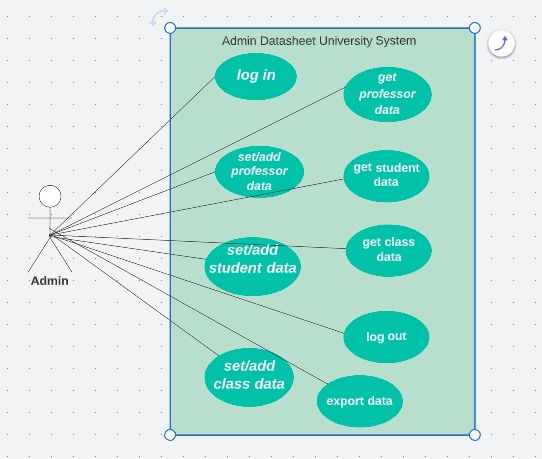 Admin Datasheet University System
log in
get
professor
data
set/add
professor
data
get student
data
set/add
student data
get class
data
Admin
log out
set/add
class data
export data